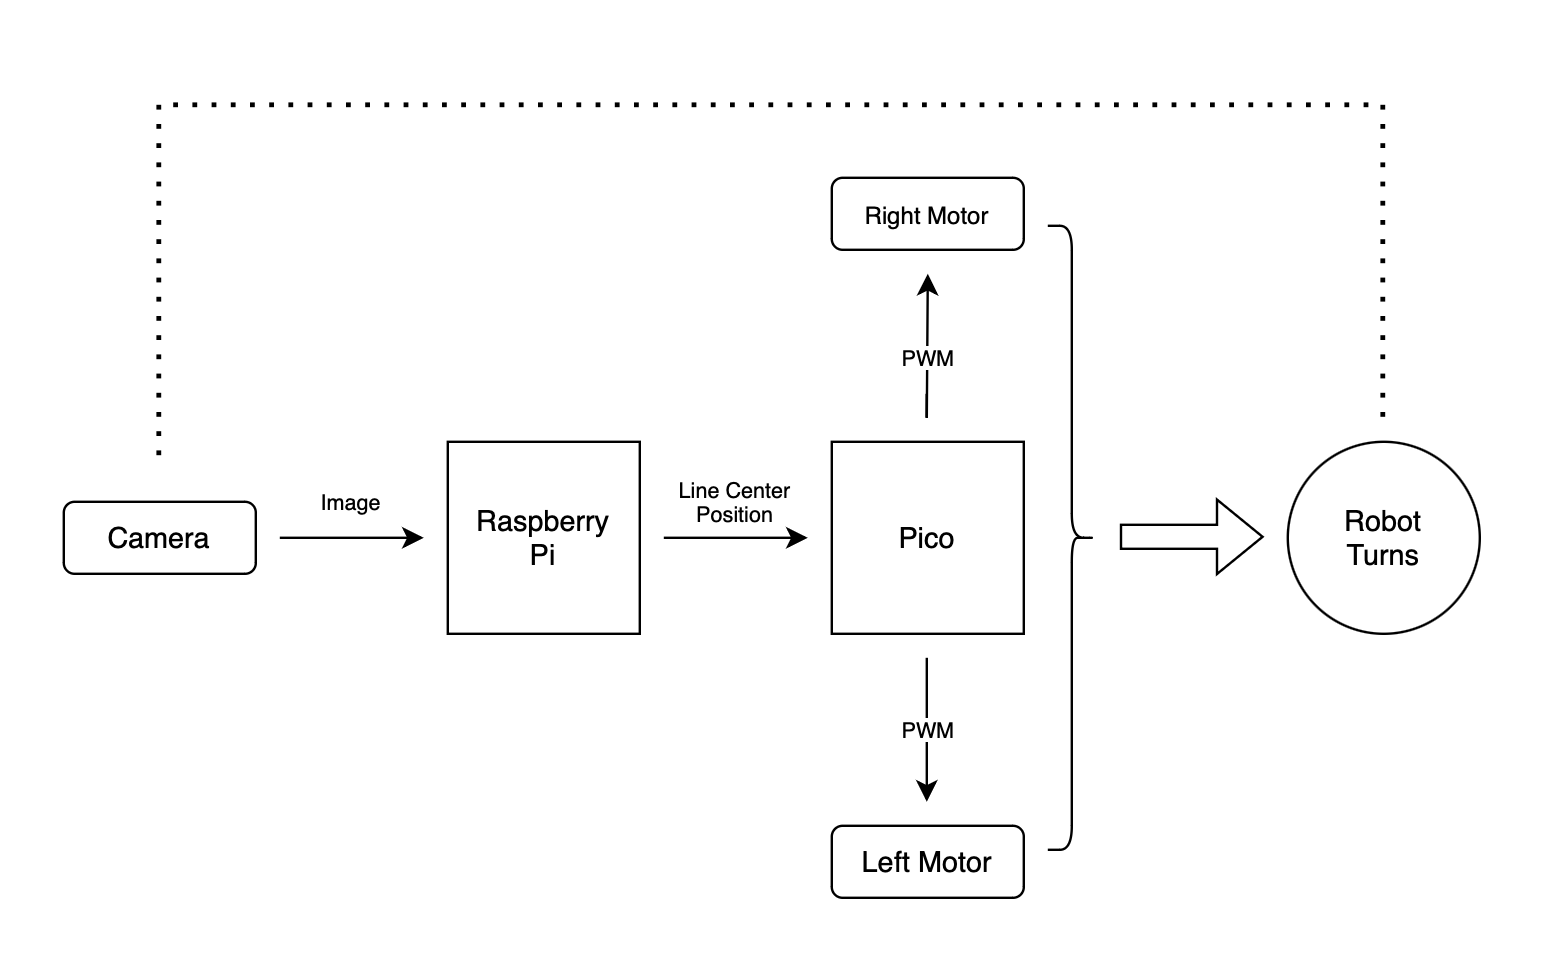 Right Motor
PWM
Camera
Image
Raspberry
Pi
Line Center
Position
Pico
Robot
Turns
PWM
Left Motor